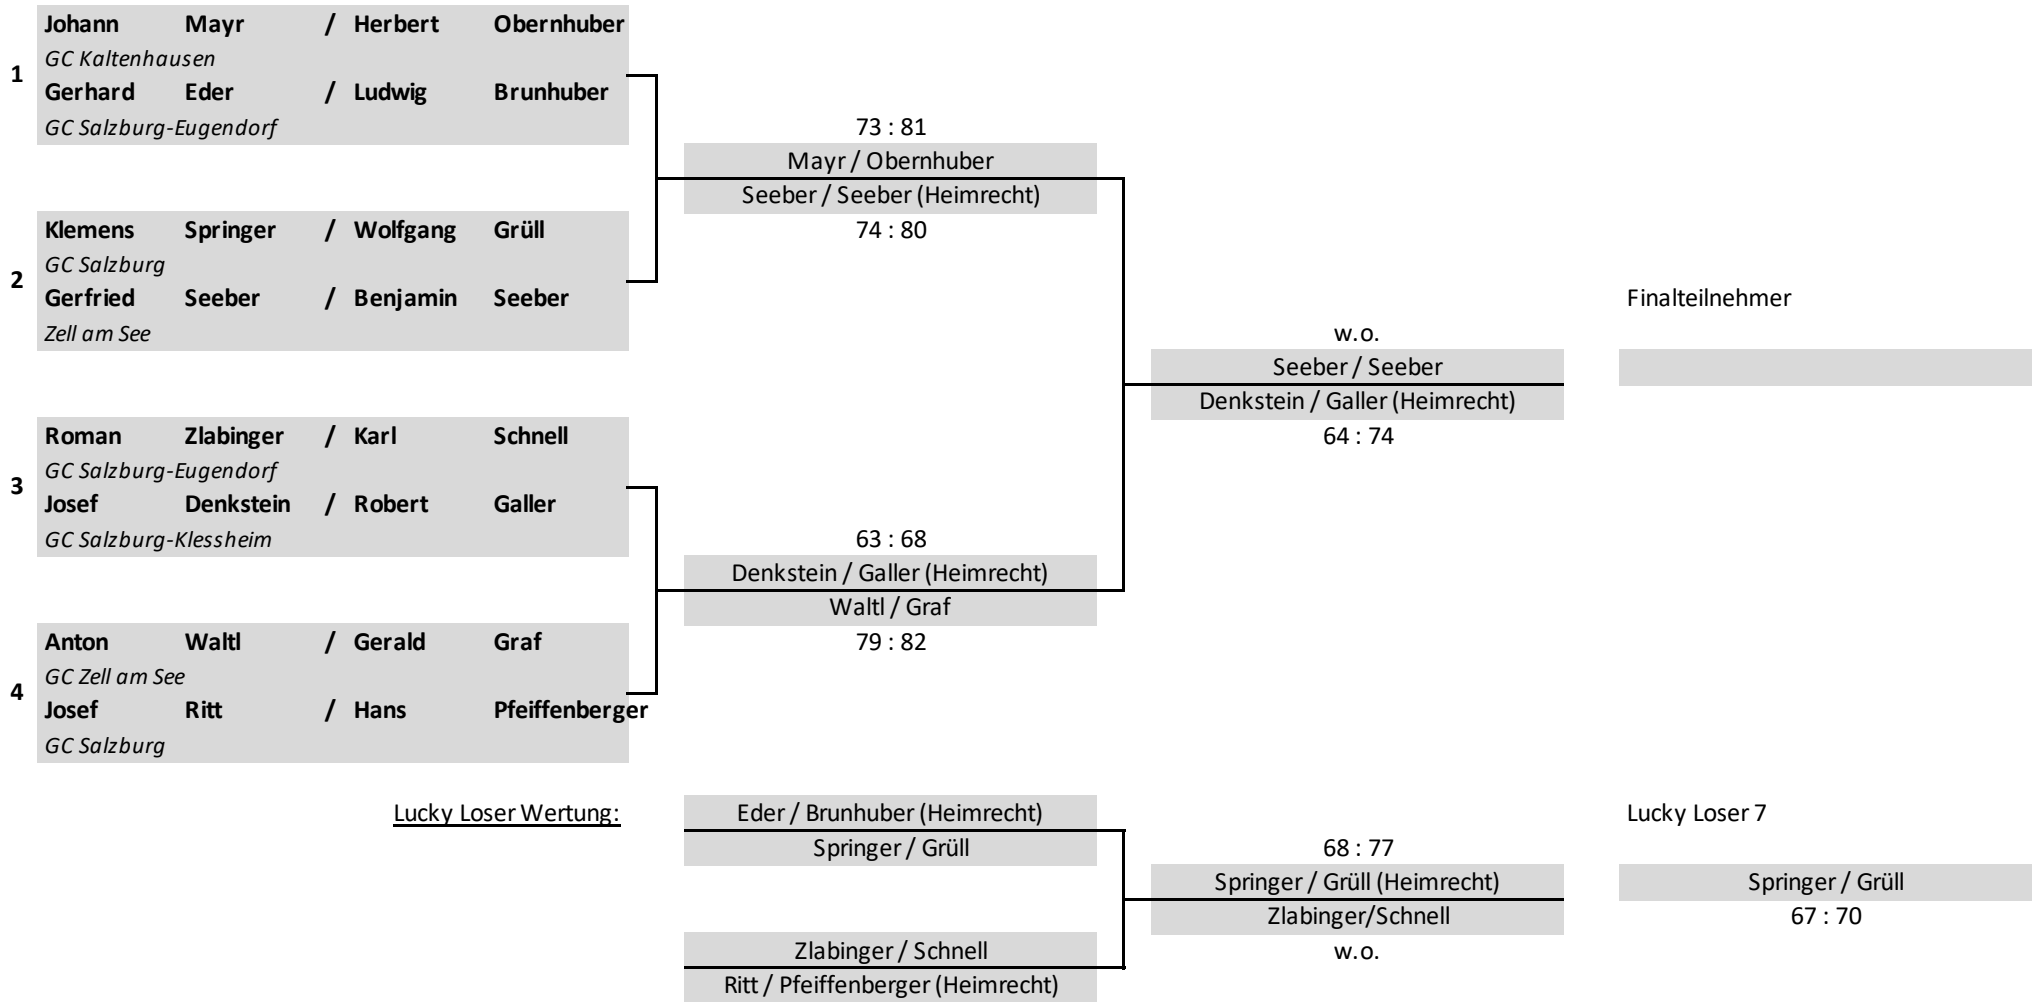 Johann Mayr / Herbert Obernhuber
GC Kaltenhausen
1
Gerhard Eder / Ludwig Brunhuber
GC Salzburg-Eugendorf
73 : 81
Mayr / Obernhuber
Seeber / Seeber (Heimrecht)
74 : 80
Klemens Springer / Wolfgang Grüll
GC Salzburg
2
Gerfried Seeber / Benjamin Seeber
Zell am See
Finalteilnehmer
w.o.
Seeber / Seeber
Denkstein / Galler (Heimrecht)
64 : 74
Roman Zlabinger / Karl Schnell
GC Salzburg-Eugendorf
3
Josef Denkstein / Robert Galler
GC Salzburg-Klessheim
63 : 68
Denkstein / Galler (Heimrecht)
Waltl / Graf
79 : 82
Anton Waltl / Gerald Graf
GC Zell am See
4
Josef Ritt / Hans Pfeiffenberger
GC Salzburg
Lucky Loser Wertung:
Eder / Brunhuber (Heimrecht)
Springer / Grüll
Lucky Loser 7
68 : 77
Springer / Grüll (Heimrecht)
Zlabinger/Schnell
w.o.
Springer / Grüll
67 : 70
Zlabinger / Schnell
Ritt / Pfeiffenberger (Heimrecht)